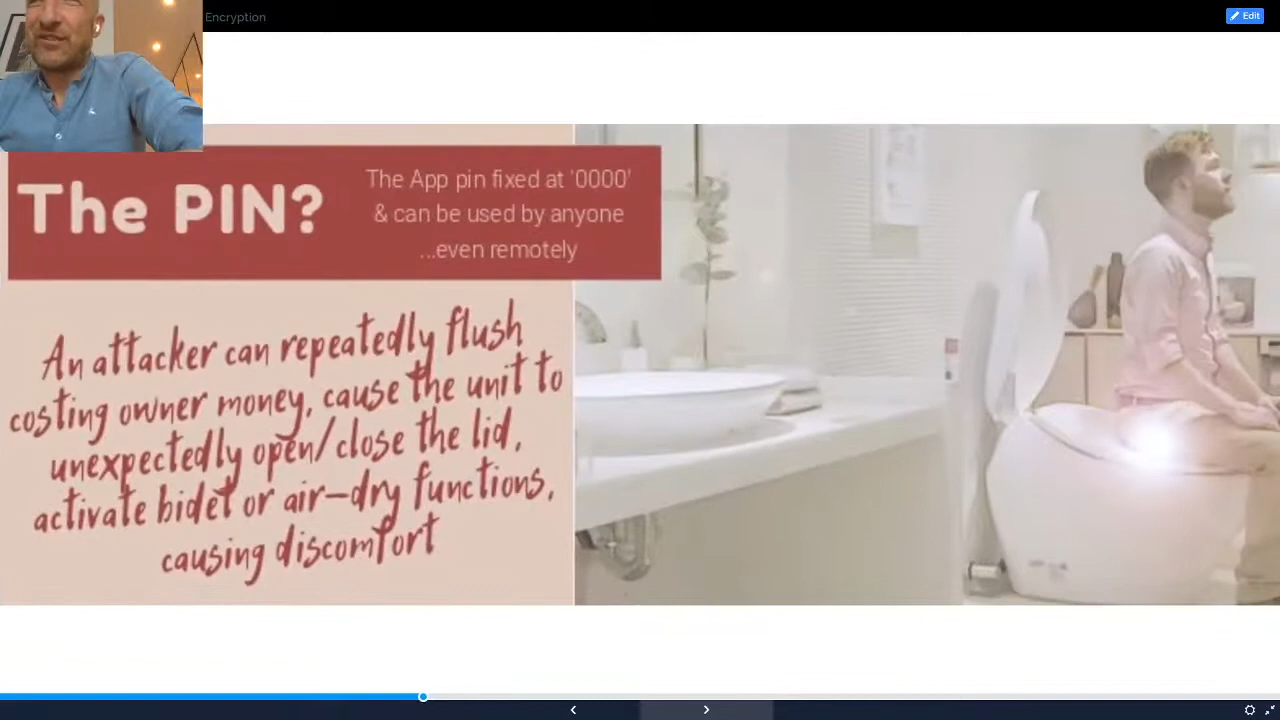 Encryption
Edit
The PIN?
The App pin fixed at '0000'
& can be used by anyone
...even remotely
An attacker can repeatedly flush
costing owner money, cause the unit to
unexpectedly open/close the lid,
activate bidet or air-dry functions,
causing discomfort